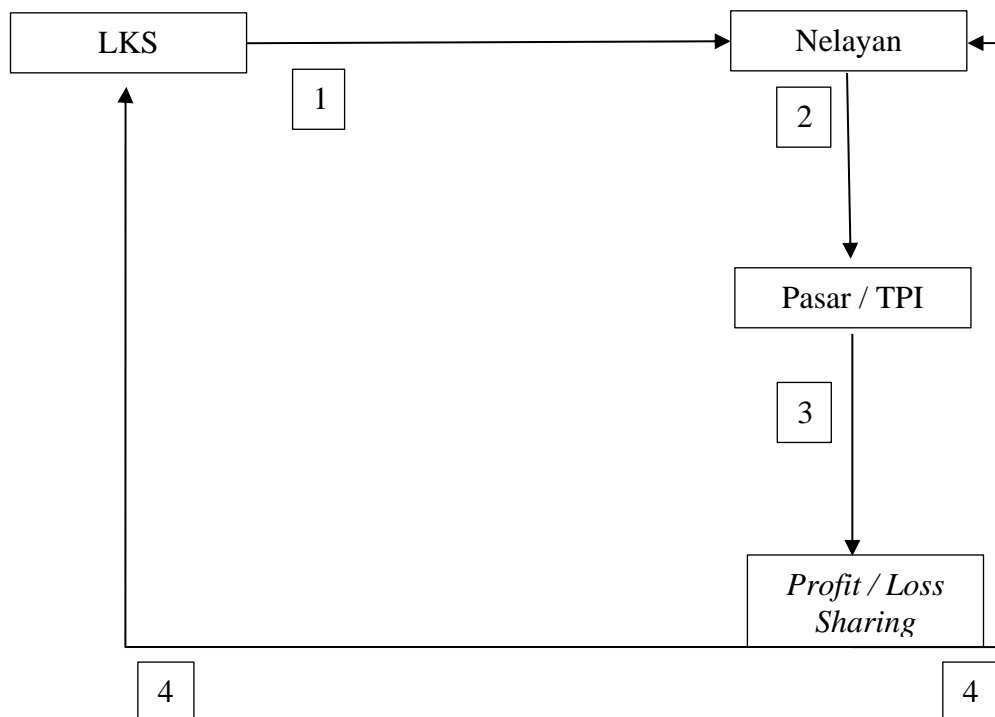 LKS
Nelayan
1
2
Pasar / TPI
3
Profit / Loss
Sharing
4
4